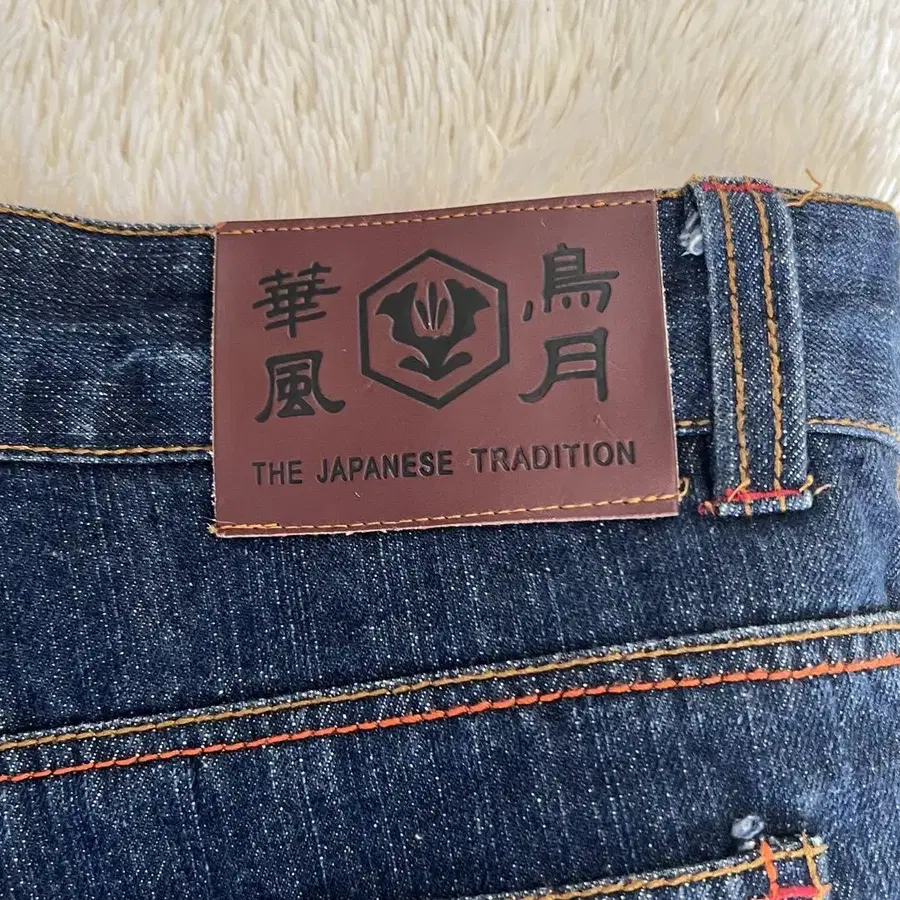 華鳥
風月
THE JAPANESE TRADITION